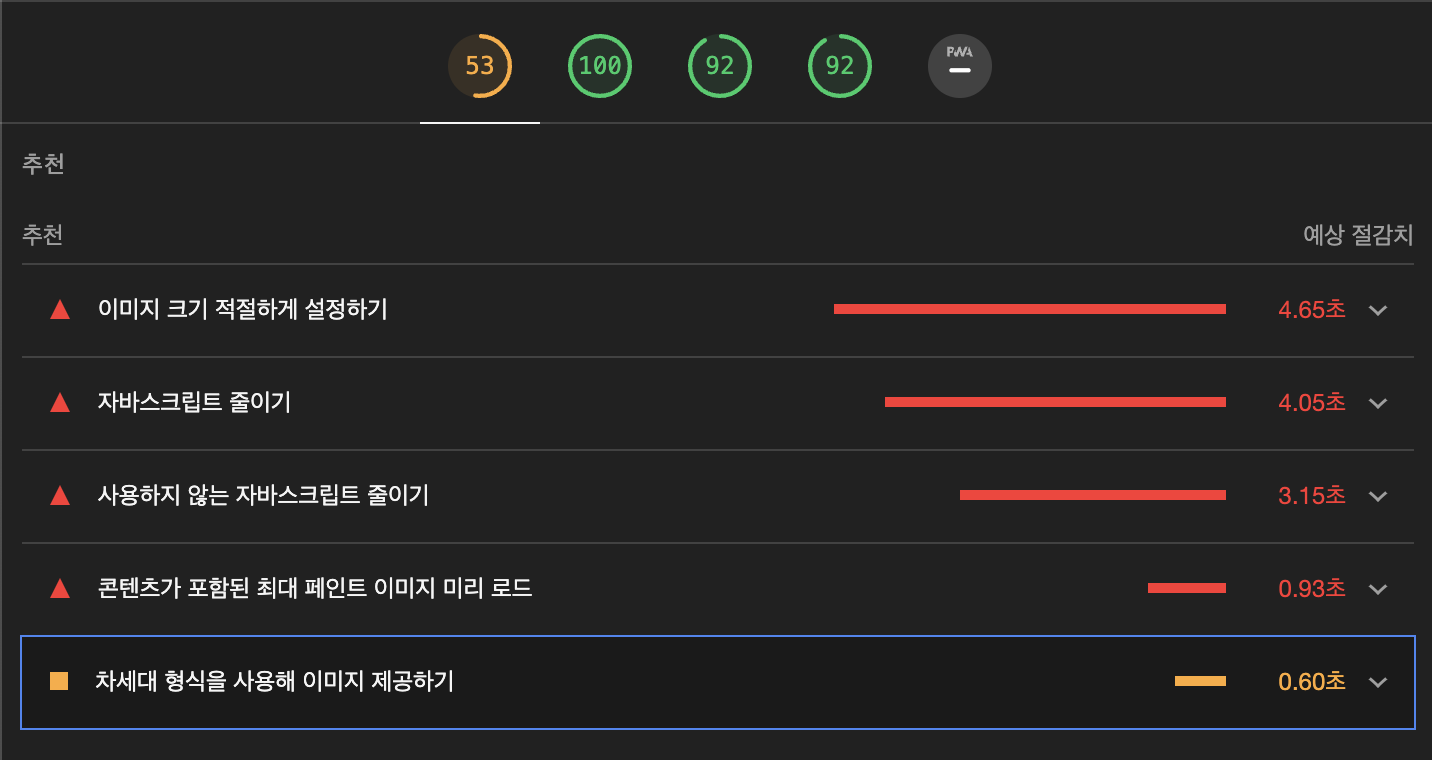 53 100 92 92 PWA
추천
추천 예상 절감치
이미지 크기 적절하게 설정하기 4.65초
자바스크립트 줄이기 4.05초
사용하지 않는 자바스크립트 줄이기 3.15초
콘텐츠가 포함된 최대 페인트 이미지 미리 로드 0.93초
차세대 형식을 사용해 이미지 제공하기 0.60초